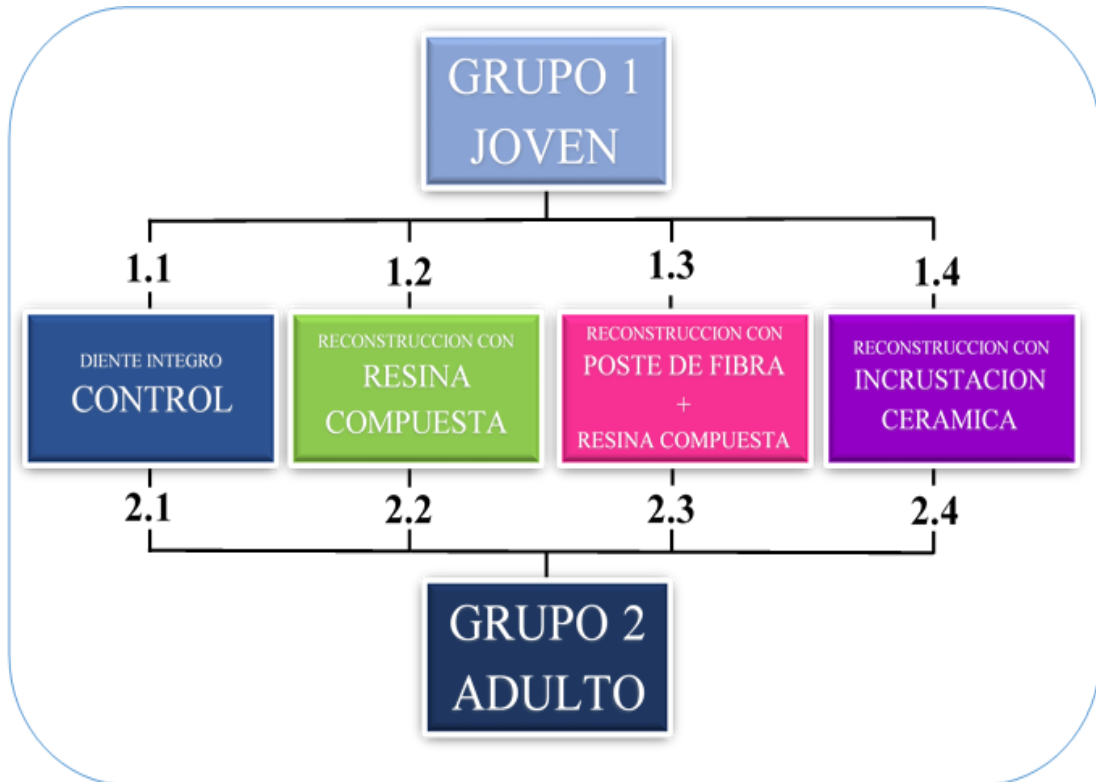 GRUPO 1
JOVEN
1.1
1.2
1.3
1.4
DIENTE INTEGRO
CONTROL
RECONSTRUCCION CON
RESINA
COMPUESTA
RECONSTRUCCION CON
POSTE DE FIBRA
+
RESINA COMPUESTA
RECONSTRUCCION CON
INCRUSTACION
CERAMICA
2.1
2.2
2.3
2.4
GRUPO 2
ADULTO